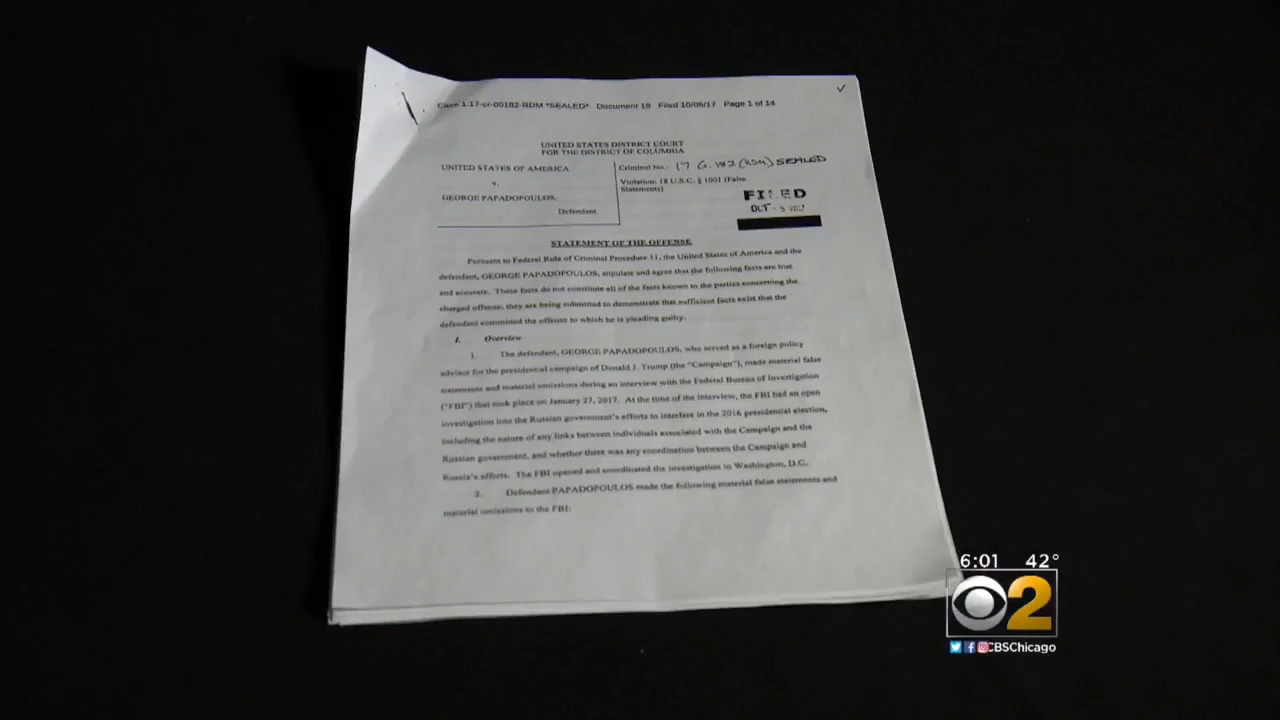 Case 1:17-cr-00182-RDM *SEALED* Document 19 Filed 10/05/17 Page 1 of 14
UNITED STATES DISTRICT COURT
FOR THE DISTRICT OF COLUMBIA
UNITED STATES OF AMERICA
v.
GEORGE PAPADOPOULOS,
Defendant.
Criminal No.: 17 Cr. 182 (RDM) SEALED
Violation: 18 U.S.C. § 1001 (False
Statements)
FILED
OCT - 5 2017
STATEMENT OF THE OFFENSE
Pursuant to Federal Rule of Criminal Procedure 11, the United States of America and the
defendant, GEORGE PAPADOPOULOS, stipulate and agree that the following facts are true
and accurate. These facts do not constitute all of the facts known to the parties concerning the
charged offense; they are being submitted to demonstrate that sufficient facts exist that the
defendant committed the offense to which he is pleading guilty.
I. Overview
1. The defendant, GEORGE PAPADOPOULOS, who served as a foreign policy
advisor for the presidential campaign of Donald J. Trump (the “Campaign”), made material false
statements and material omissions during an interview with the Federal Bureau of Investigation
(“FBI”) that took place on January 27, 2017. At the time of the interview, the FBI had an open
investigation into the Russian government’s efforts to interfere in the 2016 presidential election,
including the nature of any links between individuals associated with the Campaign and the
Russian government, and whether there was any coordination between the Campaign and
Russia’s efforts. The FBI opened and coordinated the investigation in Washington, D.C.
2. Defendant PAPADOPOULOS made the following material false statements and
material omissions to the FBI:
6:01 42°
2
CBSChicago